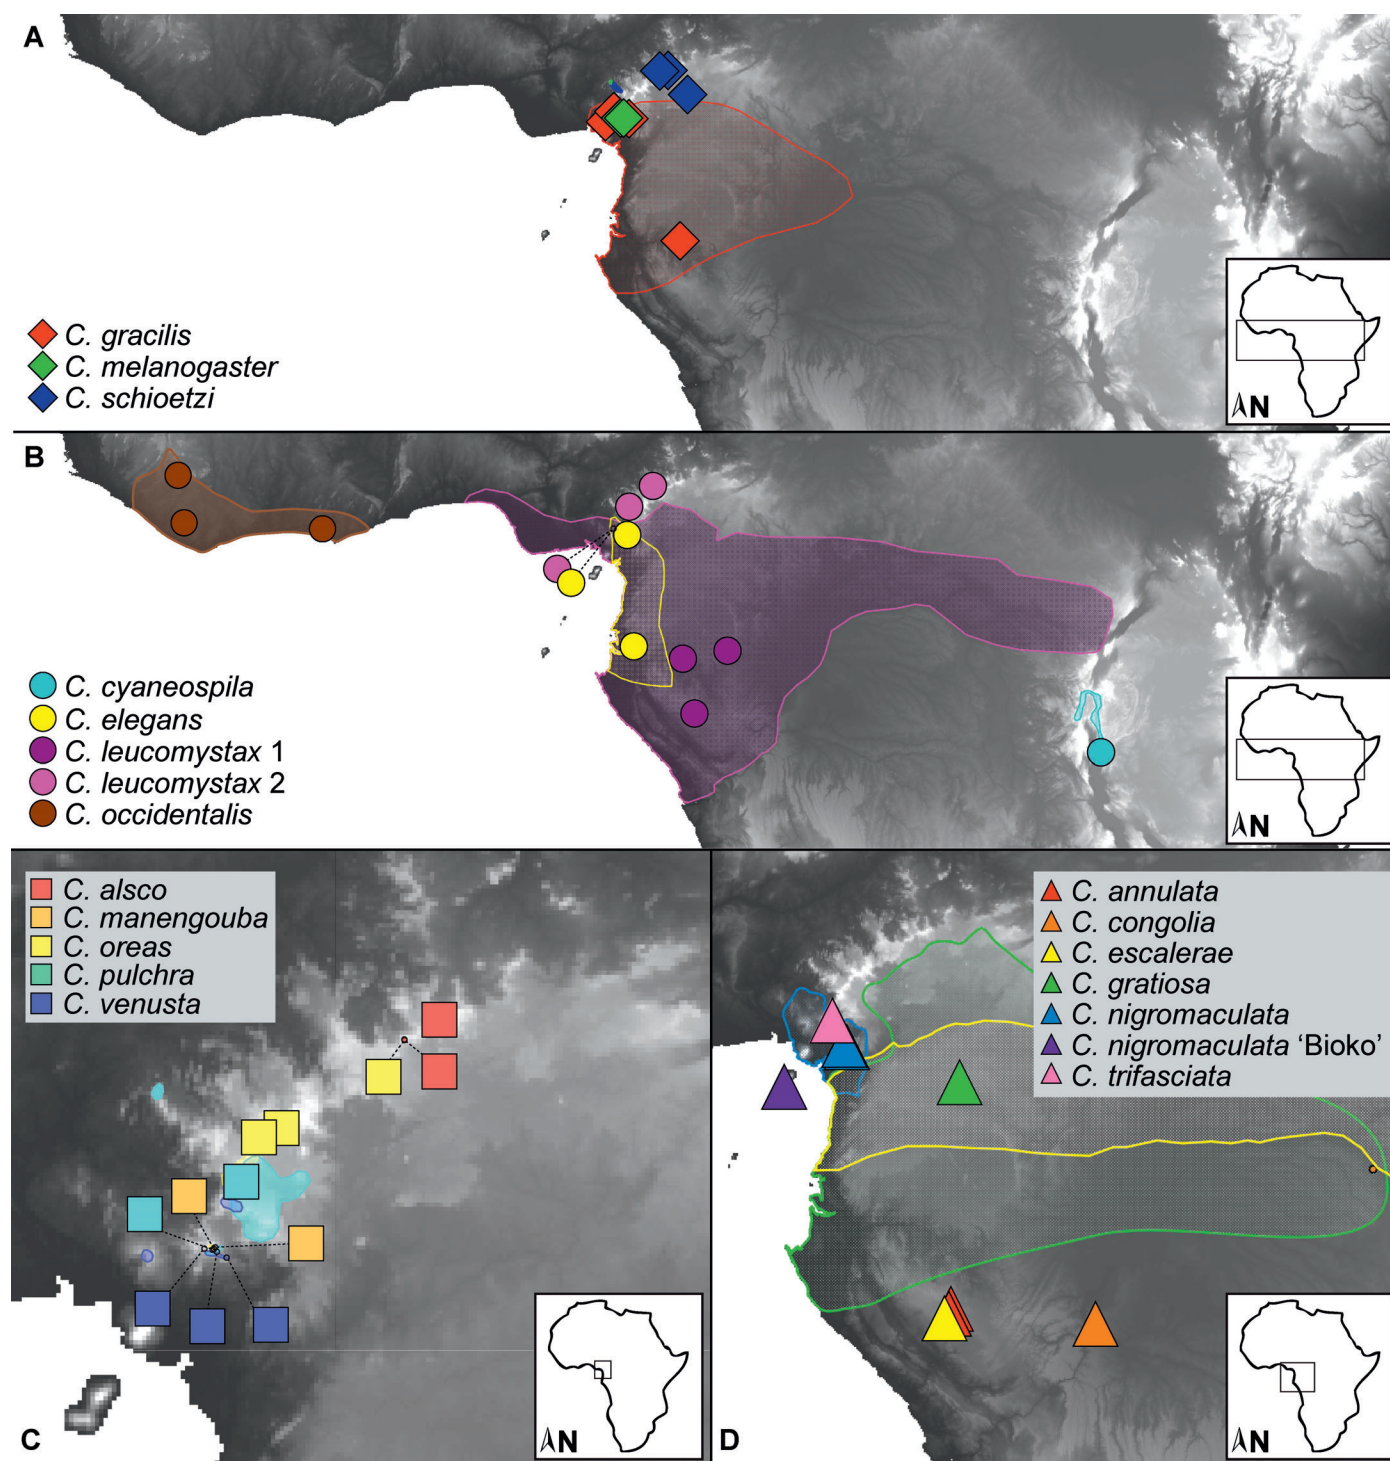 A
C. gracilis
C. melanogaster
C. schioetzi
N
B
C. cyaneospila
C. elegans
C. leucomystax 1
C. leucomystax 2
C. occidentalis
N
C. alsco
C. manengouba
C. oreas
C. pulchra
C. venusta
C
N
C. annulata
C. congolia
C. escalerae
C. gratiosa
C. nigromaculata
C. nigromaculata ‘Bioko’
C. trifasciata
D
N